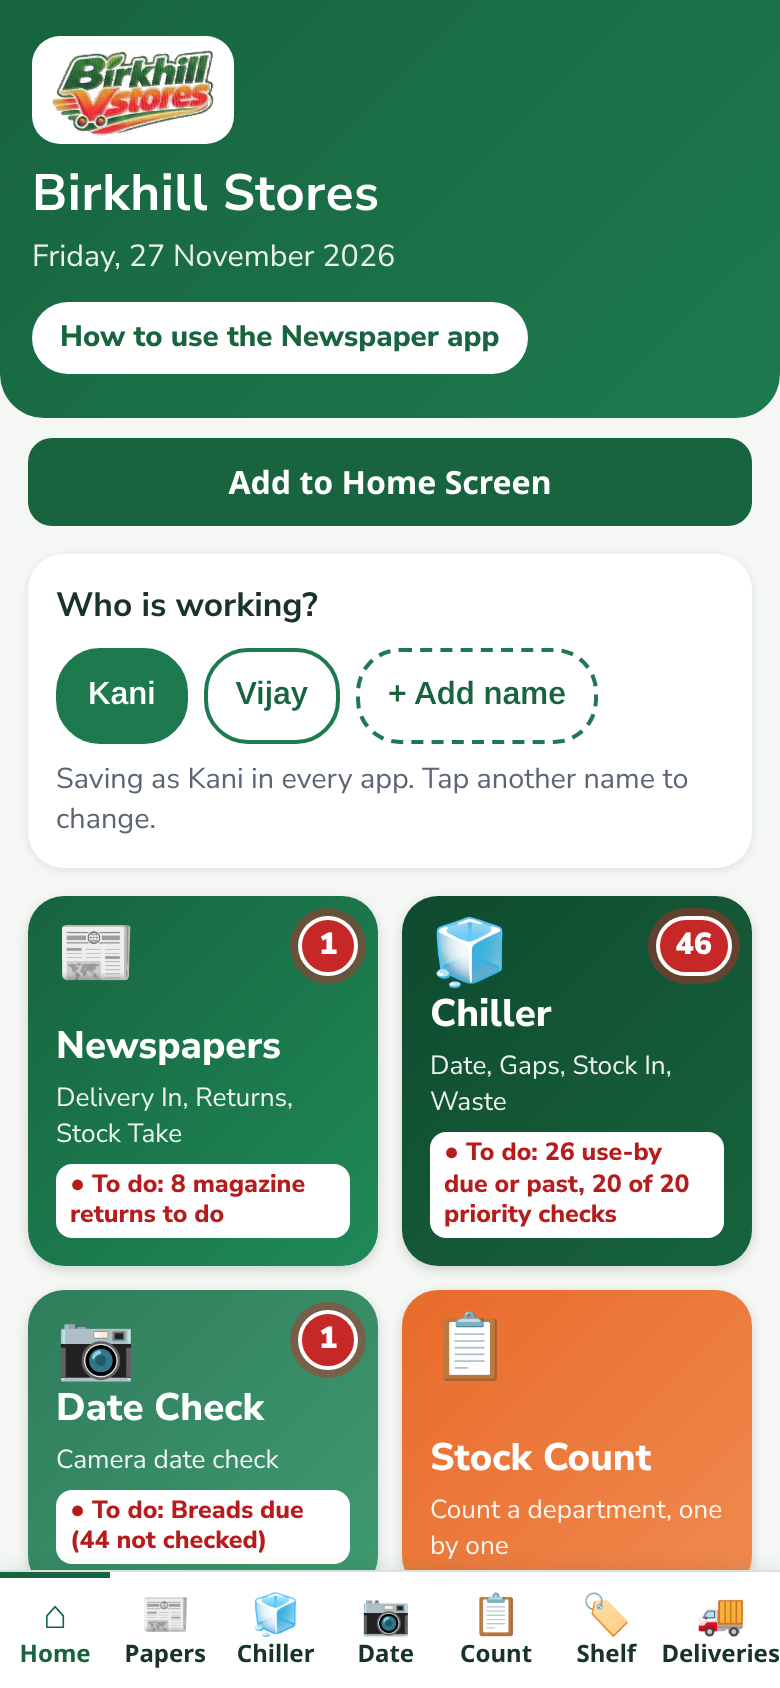 Birkhill
Vstores
Birkhill Stores
Friday, 27 November 2026
How to use the Newspaper app
Add to Home Screen
Who is working?
Kani
Vijay
+ Add name
Saving as Kani in every app. Tap another name to
change.
1
Newspapers
Delivery In, Returns,
Stock Take
● To do: 8 magazine
returns to do
46
Chiller
Date, Gaps, Stock In,
Waste
● To do: 26 use-by
due or past, 20 of 20
priority checks
1
Date Check
Camera date check
● To do: Breads due
(44 not checked)
Stock Count
Count a department, one
by one
Home
Papers
Chiller
Date
Count
Shelf
Deliveries